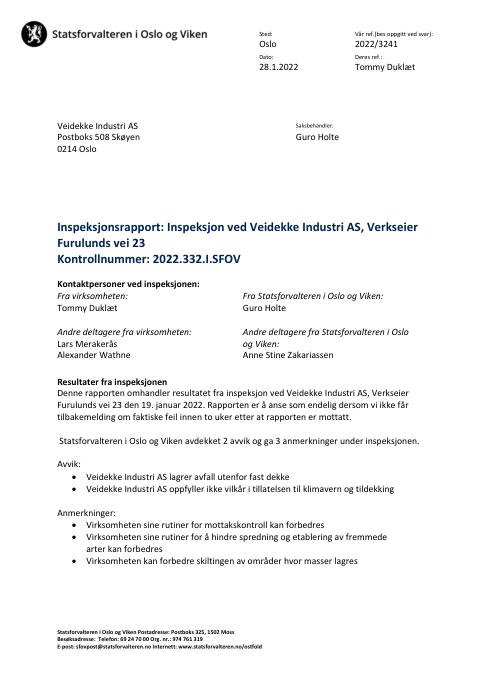 Statsforvalteren i Oslo og Viken
Sted:
Oslo
Dato:
28.1.2022
Vår ref.(bes oppgitt ved svar):
2022/3241
Deres ref.:
Tommy Duklæt
Veidekke Industri AS
Postboks 508 Skøyen
0214 Oslo
Saksbehandler:
Guro Holte
Inspeksjonsrapport: Inspeksjon ved Veidekke Industri AS, Verkseier
Furulunds vei 23
Kontrollnummer: 2022.332.I.SFOV
Kontaktpersoner ved inspeksjonen:
Fra virksomheten:
Tommy Duklæt
Fra Statsforvalteren i Oslo og Viken:
Guro Holte
Andre deltagere fra virksomheten:
Lars Merakerås
Alexander Wathne
Andre deltagere fra Statsforvalteren i Oslo
og Viken:
Anne Stine Zakariassen
Resultater fra inspeksjonen
Denne rapporten omhandler resultatet fra inspeksjon ved Veidekke Industri AS, Verkseier
Furulunds vei 23 den 19. januar 2022. Rapporten er å anse som endelig dersom vi ikke får
tilbakemelding om faktiske feil innen to uker etter at rapporten er mottatt.
Statsforvalteren i Oslo og Viken avdekket 2 avvik og ga 3 anmerkninger under inspeksjonen.
Avvik:
• Veidekke Industri AS lagrer avfall utenfor fast dekke
• Veidekke Industri AS oppfyller ikke vilkår i tillatelsen til klimavern og tildekking
Anmerkninger:
• Virksomheten sine rutiner for mottakskontroll kan forbedres
• Virksomheten sine rutiner for å hindre spredning og etablering av fremmede
arter kan forbedres
• Virksomheten kan forbedre skiltingen av områder hvor masser lagres
Statsforvalteren i Oslo og Viken Postadresse: Postboks 325, 1502 Moss
Besøksadresse: Telefon: 69 24 70 00 Org. nr.: 974 761 319
E-post: sfovpost@statsforvalteren.no Internett: www.statsforvalteren.no/ostfold